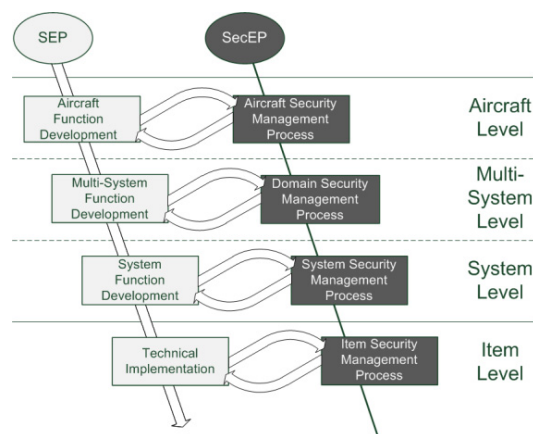 SEP
SecEP
Aircraft
Function
Development
Aircraft Security
Management
Process
Aircraft
Level
Multi-System
Function
Development
Domain Security
Management
Process
Multi-
System
Level
System
Function
Development
System Security
Management
Process
System
Level
Technical
Implementation
Item Security
Management
Process
Item
Level